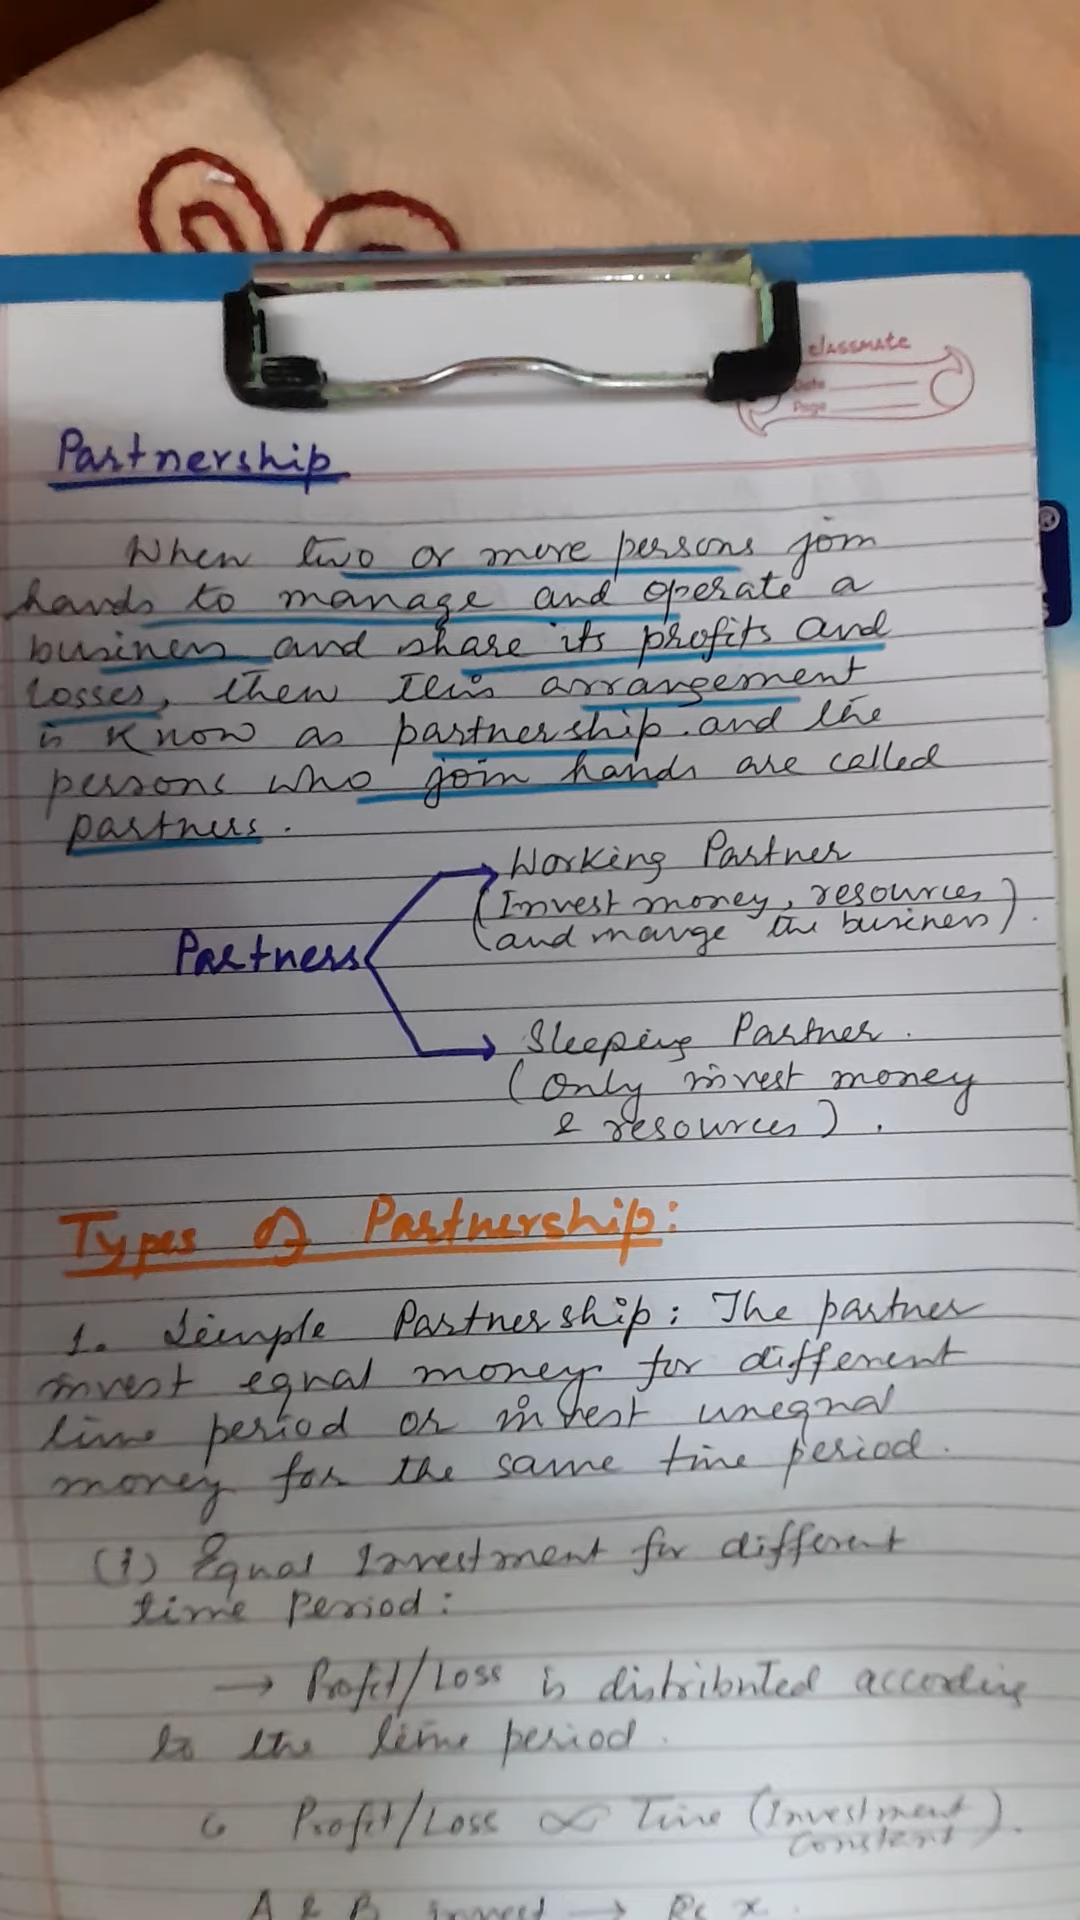 classmate
Date
Page
Partnership
When two or more persons join
hands to manage and operate a
business and share its profits and
losses, then this arrangement
is know as partnership. and the
persons who join hands are called
partners.
Working Partner
(Invest money, resources
and mange the business).
Partners
Sleeping Partner.
(Only invest money
& resources).
Types of Partnership:
1. Simple Partnership: The partner
invest equal money for different
time period or invest unequal
money for the same time period.
(i) Equal Investment for different
time Period:
→ Profit/Loss is distributed according
to the time period.
Profit/Loss ∝ Time (Investment
Constant).
A & B invest → Rs x.